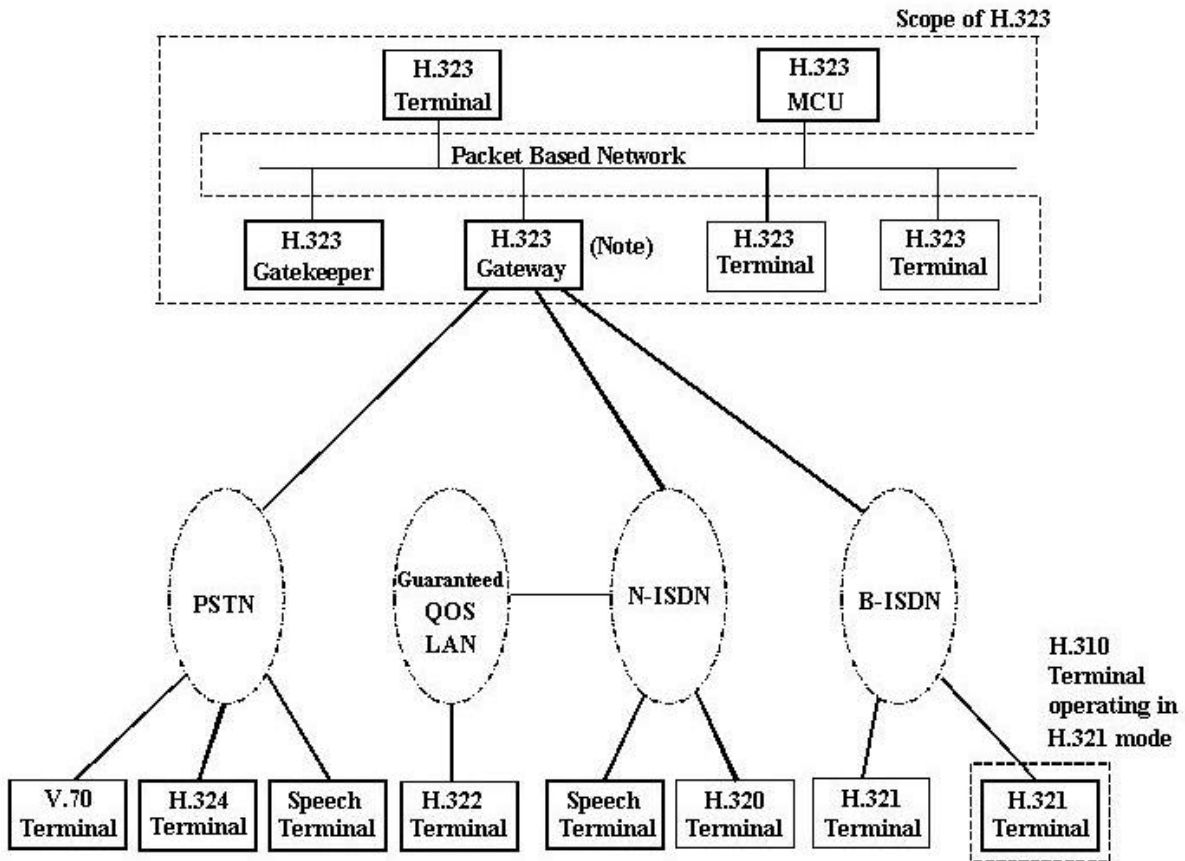 Scope of H.323
H.323
Terminal
H.323
MCU
Packet Based Network
H.323
Gatekeeper
H.323
Gateway
(Note)
H.323
Terminal
H.323
Terminal
PSTN
Guaranteed
QOS
LAN
N-ISDN
B-ISDN
H.310
Terminal
operating in
H.321 mode
V.70
Terminal
H.324
Terminal
Speech
Terminal
H.322
Terminal
Speech
Terminal
H.320
Terminal
H.321
Terminal
H.321
Terminal